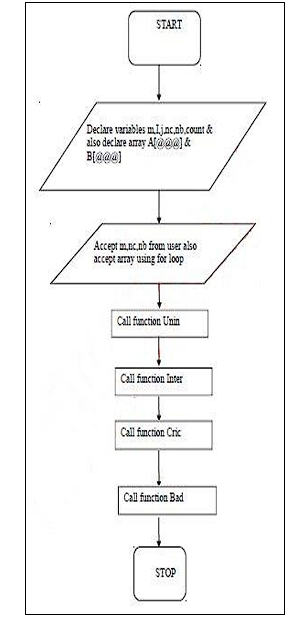 START
Declare variables m,I,j,nc,nb,count &
also declare array A[@@@] &
B[@@@]
Accept m,nc,nb from user also
accept array using for loop
Call function Unin
Call function Inter
Call function Cric
Call function Bad
STOP